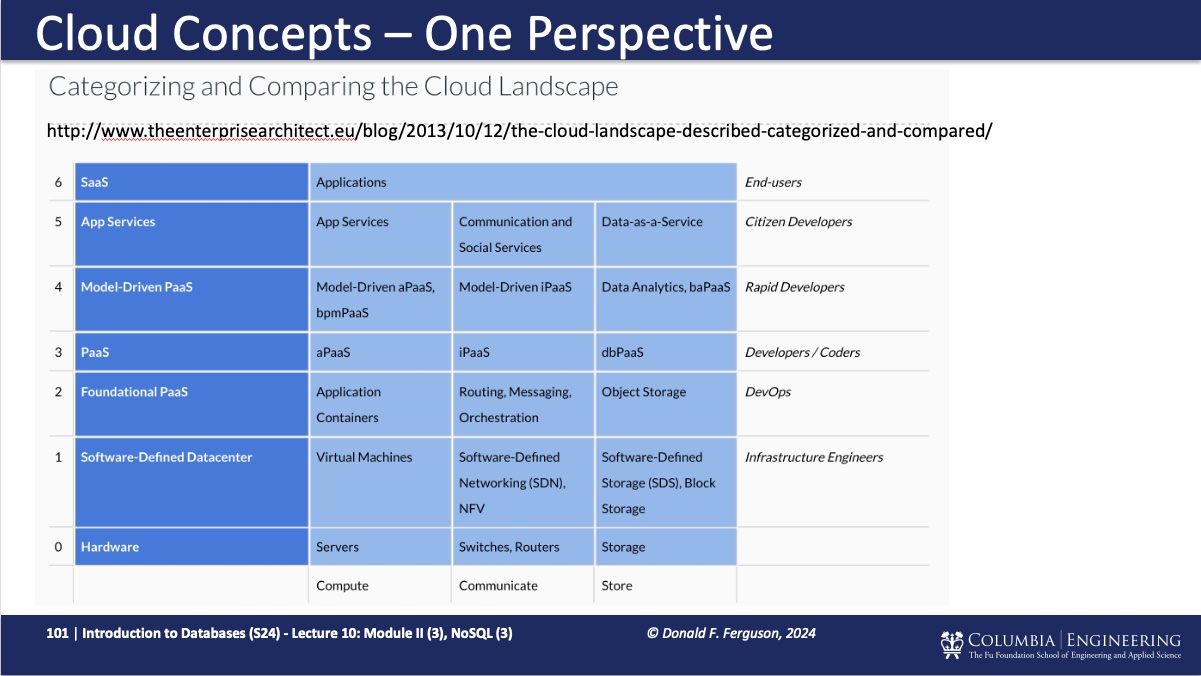 Cloud Concepts – One Perspective
Categorizing and Comparing the Cloud Landscape
http://www.theenterprisearchitect.eu/blog/2013/10/12/the-cloud-landscape-described-categorized-and-compared/
6 SaaS Applications End-users
5 App Services App Services Communication and Data-as-a-Service Citizen Developers
Social Services
4 Model-Driven PaaS Model-Driven aPaaS, Model-Driven iPaaS Data Analytics, baPaaS Rapid Developers
bpmPaaS
3 PaaS aPaaS iPaaS dbPaaS Developers / Coders
2 Foundational PaaS Application Routing, Messaging, Object Storage DevOps
Containers Orchestration
1 Software-Defined Datacenter Virtual Machines Software-Defined Software-Defined Infrastructure Engineers
Networking (SDN), Storage (SDS), Block
NFV Storage
0 Hardware Servers Switches, Routers Storage
Compute Communicate Store
101 | Introduction to Databases (S24) - Lecture 10: Module II (3), NoSQL (3) © Donald F. Ferguson, 2024
COLUMBIA | ENGINEERING
The Fu Foundation School of Engineering and Applied Science